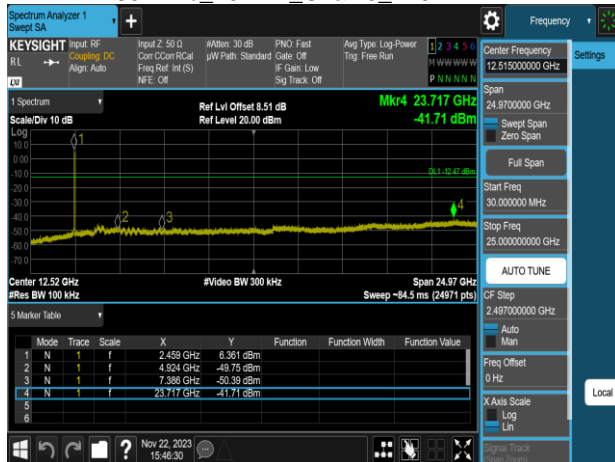 Spectrum Analyzer 1
Swept SA
Frequency
KEYSIGHT
RL
Input: RF
Coupling: DC
Align: Auto
Input Z: 50 Ω
Corr CCorr RCal
Freq Ref: Int (S)
NFE: Off
#Atten: 30 dB
µW Path: Standard
PNO: Fast
Gate: Off
IF Gain: Low
Sig Track: Off
Avg Type: Log-Power
Trig: Free Run
1 2 3 4 5 6
M W W W W W
P N N N N N
LXI
1 Spectrum
Scale/Div 10 dB
Ref Lvl Offset 8.51 dB
Ref Level 20.00 dBm
Mkr4 23.717 GHz
-41.71 dBm
Log
10.0
0.00
-10.0
-20.0
-30.0
-40.0
-50.0
-60.0
-70.0
1
2
3
4
DL1 -12.47 dBm
Center 12.52 GHz
#Res BW 100 kHz
#Video BW 300 kHz
Span 24.97 GHz
Sweep ~84.5 ms (24971 pts)
5 Marker Table
Mode Trace Scale X Y Function Function Width Function Value
1 N 1 f 2.459 GHz 6.361 dBm
2 N 1 f 4.924 GHz -49.75 dBm
3 N 1 f 7.386 GHz -50.39 dBm
4 N 1 f 23.717 GHz -41.71 dBm
5
6
Nov 22, 2023
15:46:30
Center Frequency
12.515000000 GHz
Span
24.9700000 GHz
Swept Span
Zero Span
Full Span
Start Freq
30.000000 MHz
Stop Freq
25.000000000 GHz
AUTO TUNE
CF Step
2.497000000 GHz
Auto
Man
Freq Offset
0 Hz
X Axis Scale
Log
Lin
Signal Track
(Span Zoom)
Settings
Local